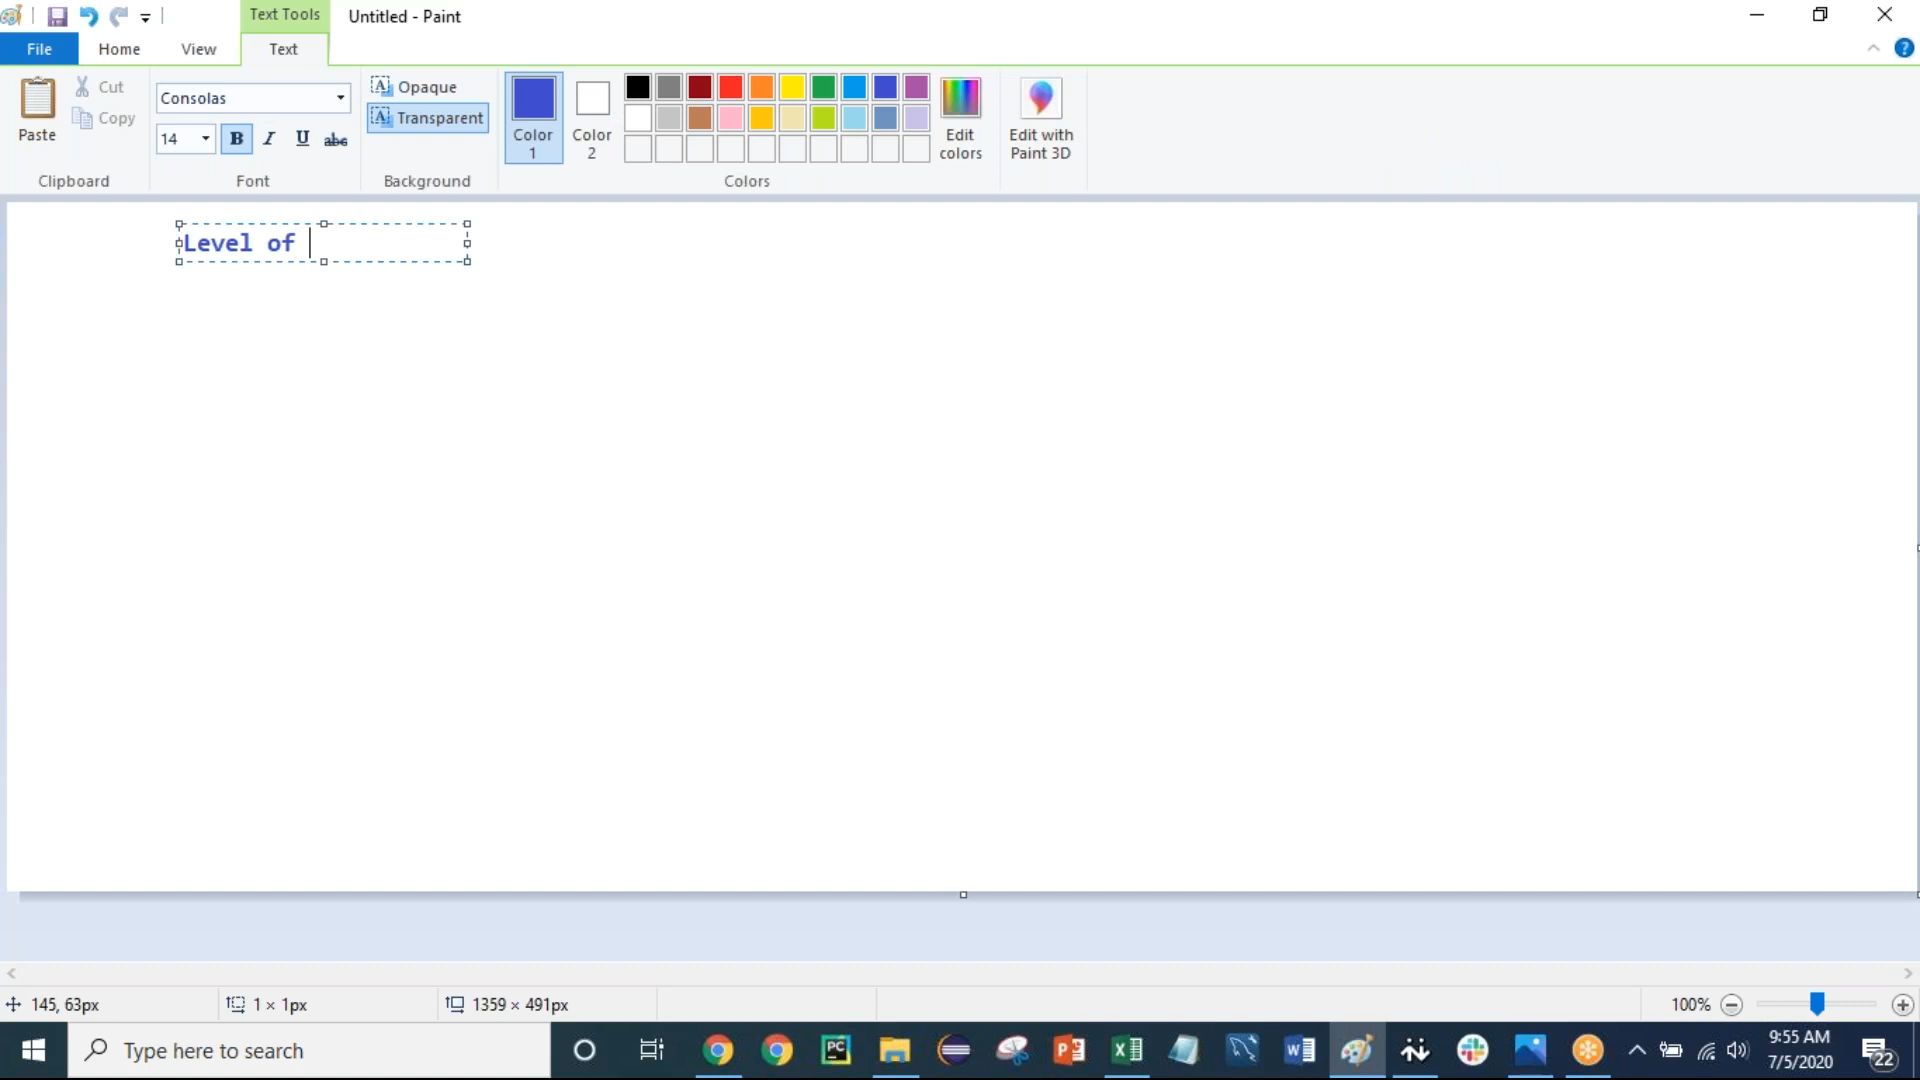 Text Tools
Untitled - Paint
File
Home
View
Text
Paste
Cut
Copy
Clipboard
Consolas
14
B
I
U
abc
Font
Opaque
Transparent
Background
Color
1
Color
2
Edit
colors
Colors
Edit with
Paint 3D
Level of
145, 63px
1 × 1px
1359 × 491px
100%
Type here to search
9:55 AM
7/5/2020
22